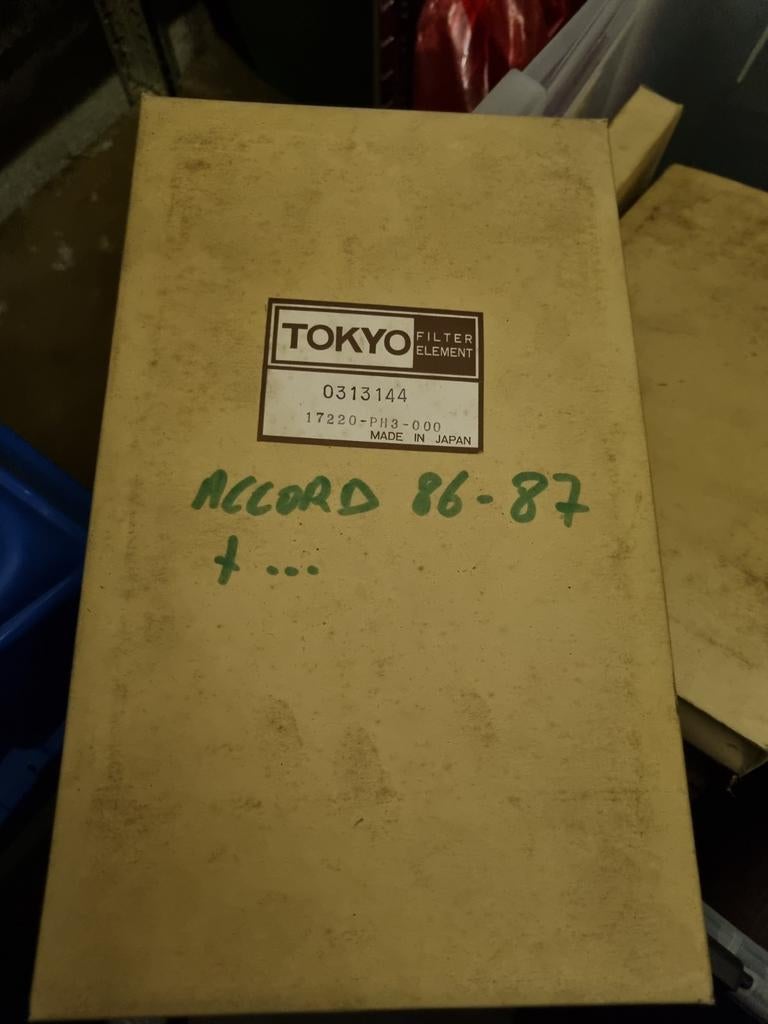 TOKYO FILTER ELEMENT
0313144
17220-PH3-000
MADE IN JAPAN
ACCORD 86-87
+ ...